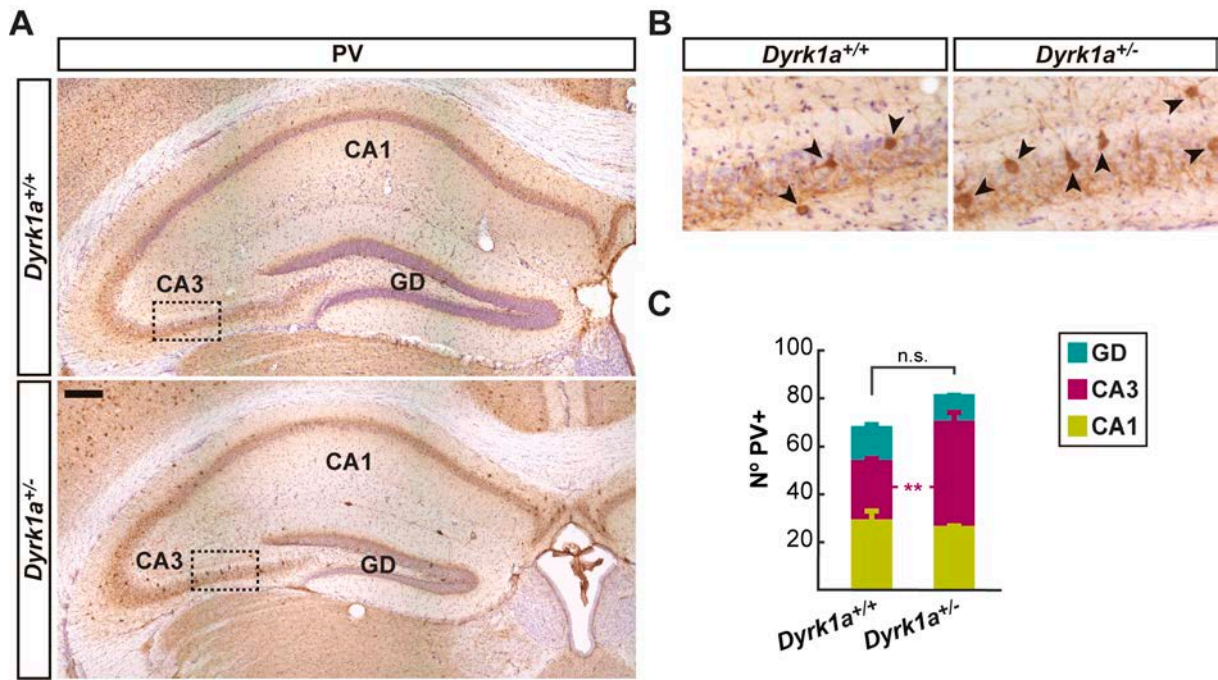 A
PV
Dyrk1a+/+
CA1
CA3
GD
Dyrk1a+/-
CA1
CA3
GD
B
Dyrk1a+/+
Dyrk1a+/-
C
100
80
60
40
20
Nº PV+
n.s.
**
Dyrk1a+/+
Dyrk1a+/-
GD
CA3
CA1